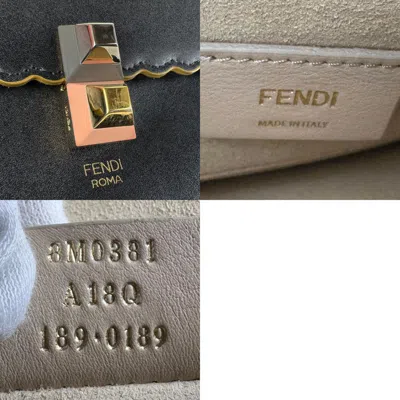 FENDI
ROMA
FENDI
MADE IN ITALY
8M0381
A18Q
189·0189